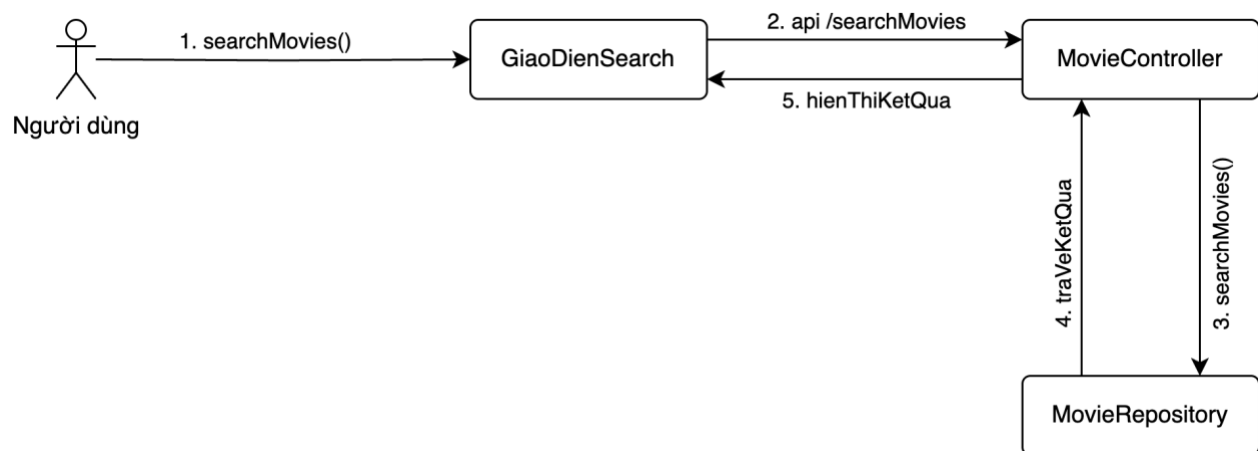 1. searchMovies()
2. api /searchMovies
GiaoDienSearch
MovieController
5. hienThiKetQua
Người dùng
4. traVeKetQua
3. searchMovies()
MovieRepository